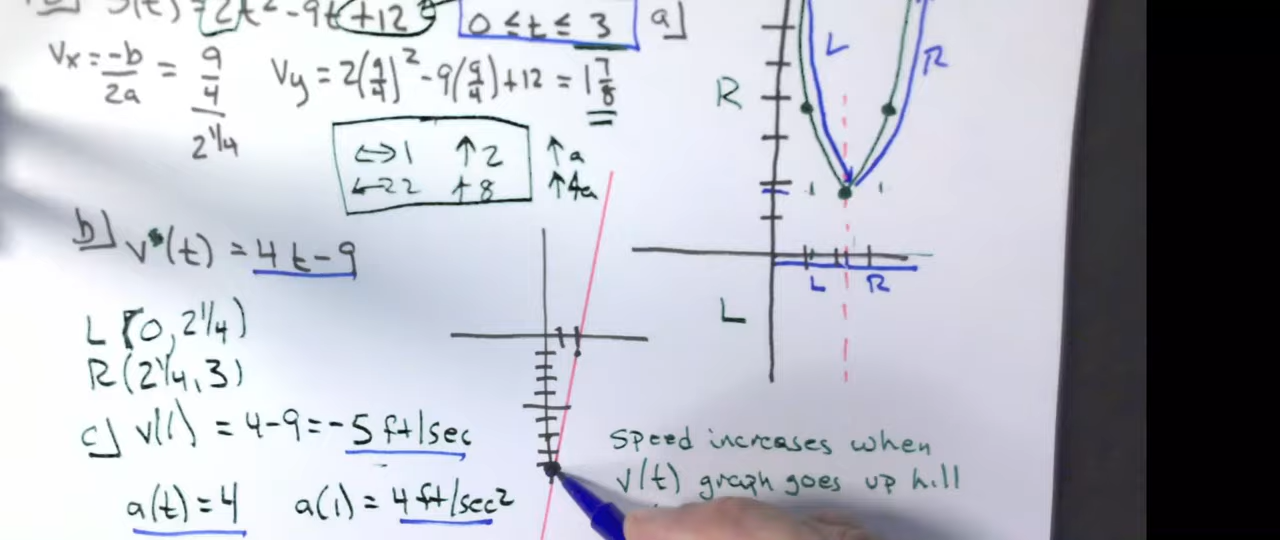 s(t) = 2t² - 9t + 12 0 ≤ t ≤ 3 a]
Vx = -b/2a = 9/4 Vy = 2(9/4)² - 9(9/4) + 12 = 1 7/8
2 1/4
↔ 1 ↑ 2 ↑ a
↔ 2 ↑ 8 ↑ 4a
L R
R
L R
L
b] v(t) = 4t - 9
L [0, 2 1/4)
R (2 1/4, 3)
c] v(1) = 4 - 9 = -5 ft/sec
a(t) = 4 a(1) = 4 ft/sec²
Speed increases when
v(t) graph goes up hill